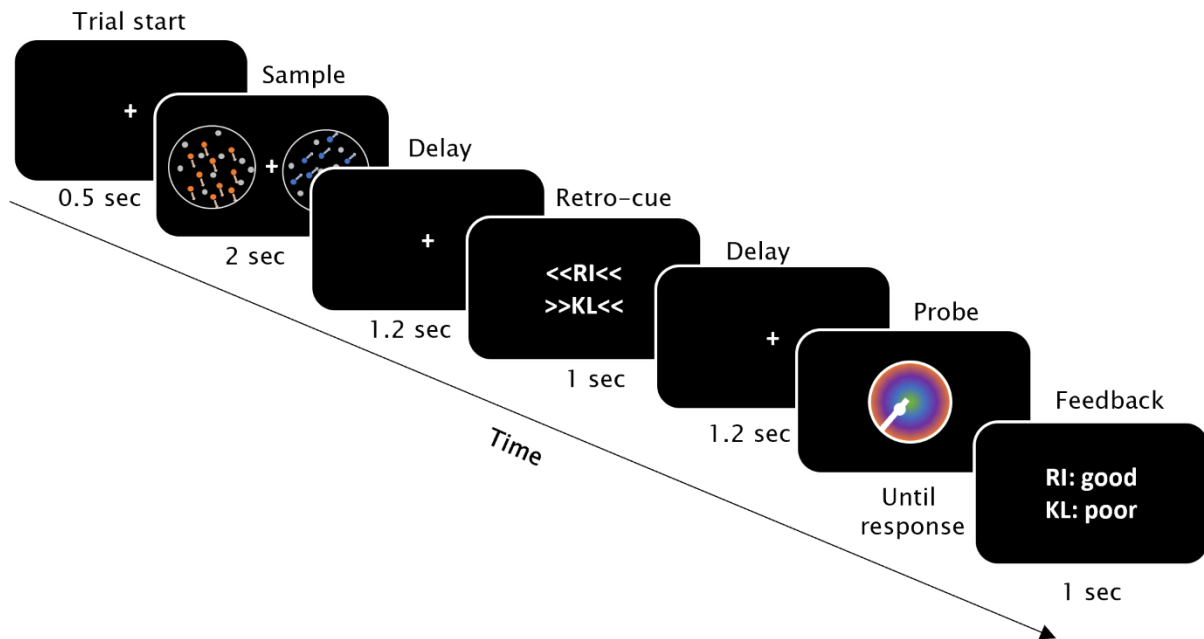 Trial start
+
0.5 sec
Sample
+
2 sec
Delay
+
1.2 sec
Retro-cue
<<RI<<
>>KL<<
1 sec
Delay
+
1.2 sec
Probe
Until
response
Feedback
RI: good
KL: poor
1 sec
Time